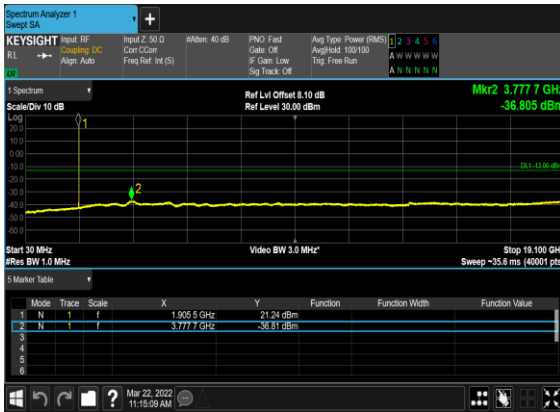 Spectrum Analyzer 1
Swept SA
+
KEYSIGHT Input: RF Input Z: 50 Ω #Atten: 40 dB PNO: Fast Avg Type: Power (RMS) 1 2 3 4 5 6
RL Coupling: DC Corr CCorr Gate: Off Avg|Hold: 100/100 A W W W W W
Align: Auto Freq Ref: Int (S) IF Gain: Low Trig: Free Run
LXI Sig Track: Off A N N N N N
1 Spectrum Ref Lvl Offset 8.10 dB Mkr2 3.777 7 GHz
Scale/Div 10 dB Ref Level 30.00 dBm -36.805 dBm
Log
20.0
10.0
0.00
-10.0
-20.0
-30.0
-40.0
-50.0
-60.0
1
2
DL1 -13.00 dBm
Start 30 MHz Video BW 3.0 MHz* Stop 19.100 GHz
#Res BW 1.0 MHz Sweep ~35.6 ms (40001 pts)
5 Marker Table
Mode Trace Scale X Y Function Function Width Function Value
1 N 1 f 1.905 5 GHz 21.24 dBm
2 N 1 f 3.777 7 GHz -36.81 dBm
3
4
5
6
? Mar 22, 2022
11:15:09 AM